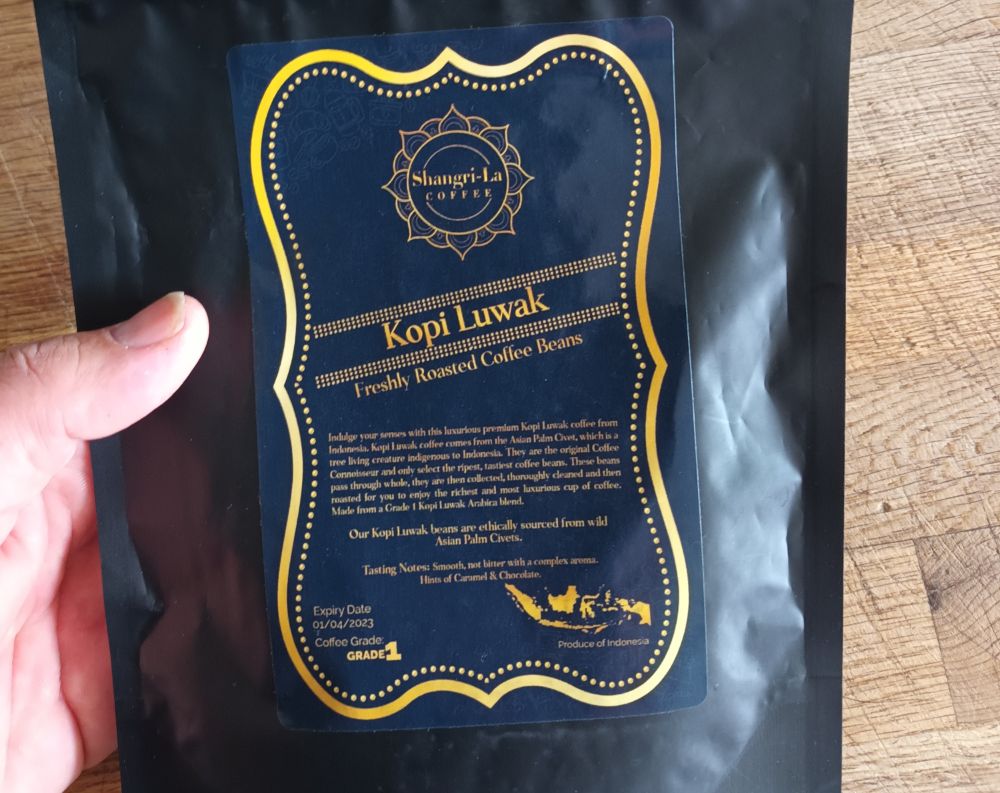 Shangri-La
COFFEE
Kopi Luwak
Freshly Roasted Coffee Beans
Indulge your senses with this luxurious premium Kopi Luwak coffee from
Indonesia. Kopi Luwak coffee comes from the Asian Palm Civet, which is a
tree living creature indigenous to Indonesia. They are the original Coffee
Connoisseur and only select the ripest, tastiest coffee beans. These beans
pass through whole, they are then collected, thoroughly cleaned and then
roasted for you to enjoy the richest and most luxurious cup of coffee.
Made from a Grade 1 Kopi Luwak Arabica blend.
Our Kopi Luwak beans are ethically sourced from wild
Asian Palm Civets.
Tasting Notes: Smooth, not bitter with a complex aroma.
Hints of Caramel & Chocolate.
Expiry Date
01/04/2023
Coffee Grade:
GRADE 1
Produce of Indonesia